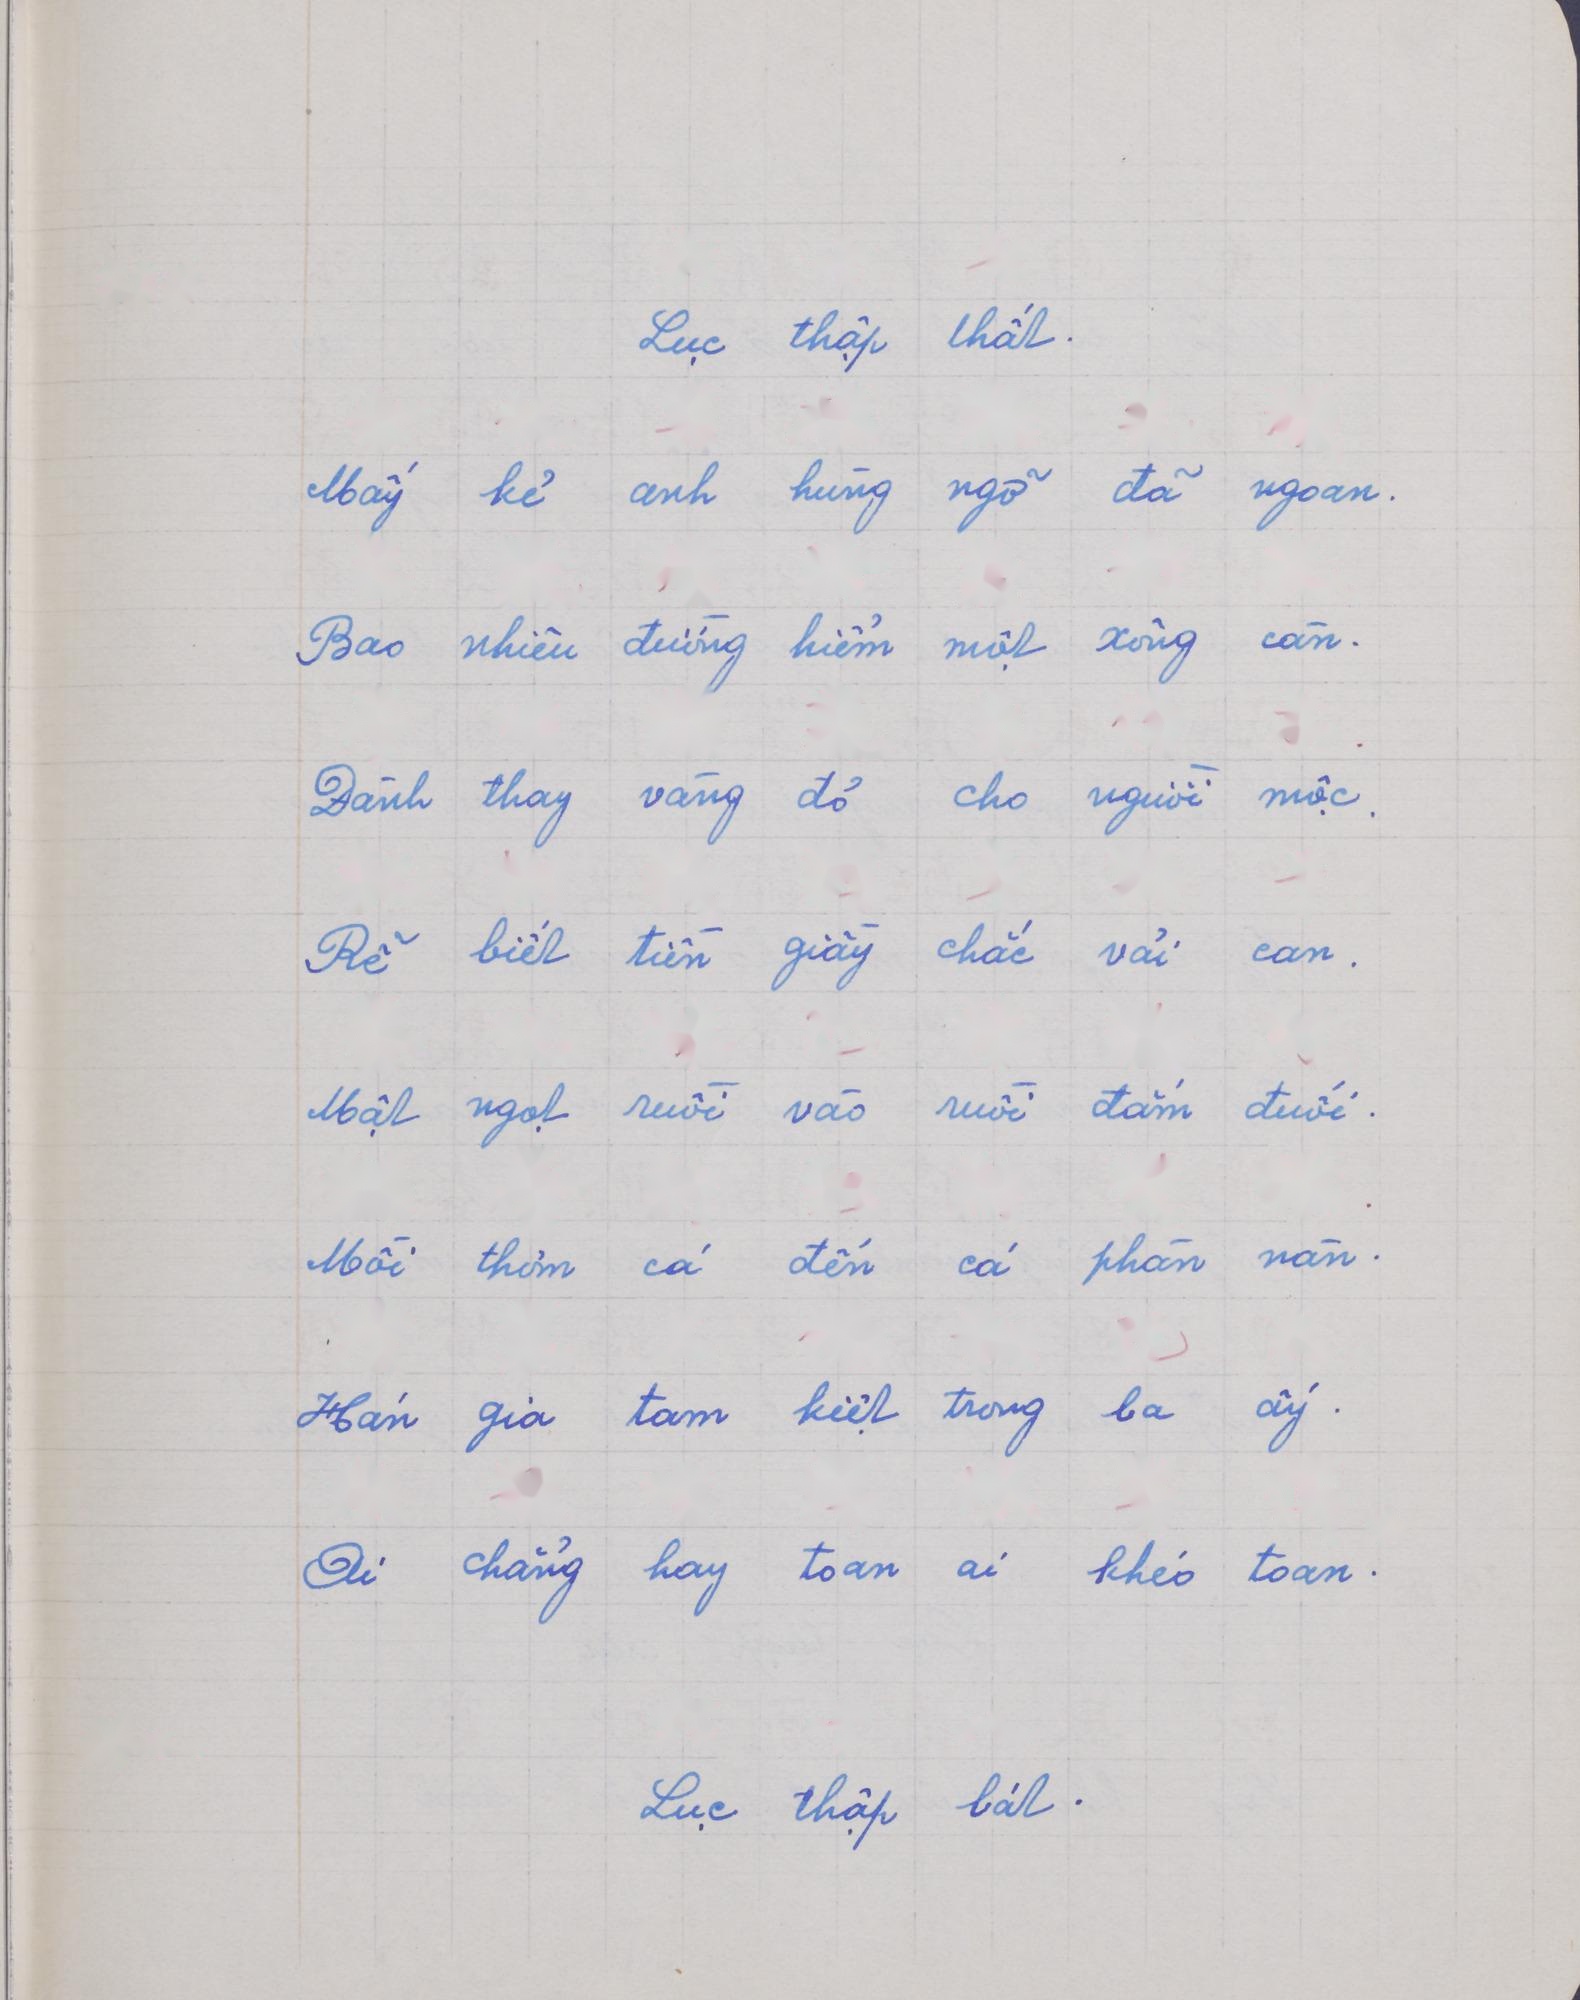 Lục thập thất.
Mấy kẻ anh hùng ngỡ đã ngoan.
Bao nhiêu đường hiểm một xông càn.
Đành thay vàng đỏ cho người mộc.
Rẽ biết tiền giầy chắc vải can.
Mật ngọt ruồi vào ruồi đắm đuối.
Mồi thơm cá đến cá phàn nàn.
Hán gia tam kiệt trong ba ấy.
Ai chẳng hay toan ai khéo toan.
Lục thập bát.